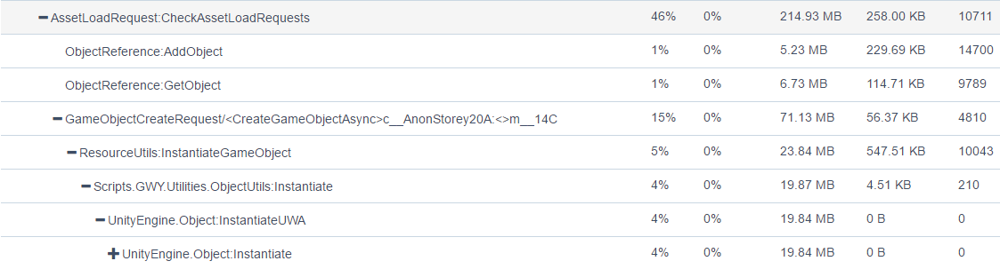 AssetLoadRequest:CheckAssetLoadRequests 46% 0% 214.93 MB 258.00 KB 10711
ObjectReference:AddObject 1% 0% 5.23 MB 229.69 KB 14700
ObjectReference:GetObject 1% 0% 6.73 MB 114.71 KB 9789
GameObjectCreateRequest/<CreateGameObjectAsync>c__AnonStorey20A:<>m__14C 15% 0% 71.13 MB 56.37 KB 4810
ResourceUtils:InstantiateGameObject 5% 0% 23.84 MB 547.51 KB 10043
Scripts.GWY.Utilities.ObjectUtils:Instantiate 4% 0% 19.87 MB 4.51 KB 210
UnityEngine.Object:InstantiateUWA 4% 0% 19.84 MB 0 B 0
UnityEngine.Object:Instantiate 4% 0% 19.84 MB 0 B 0